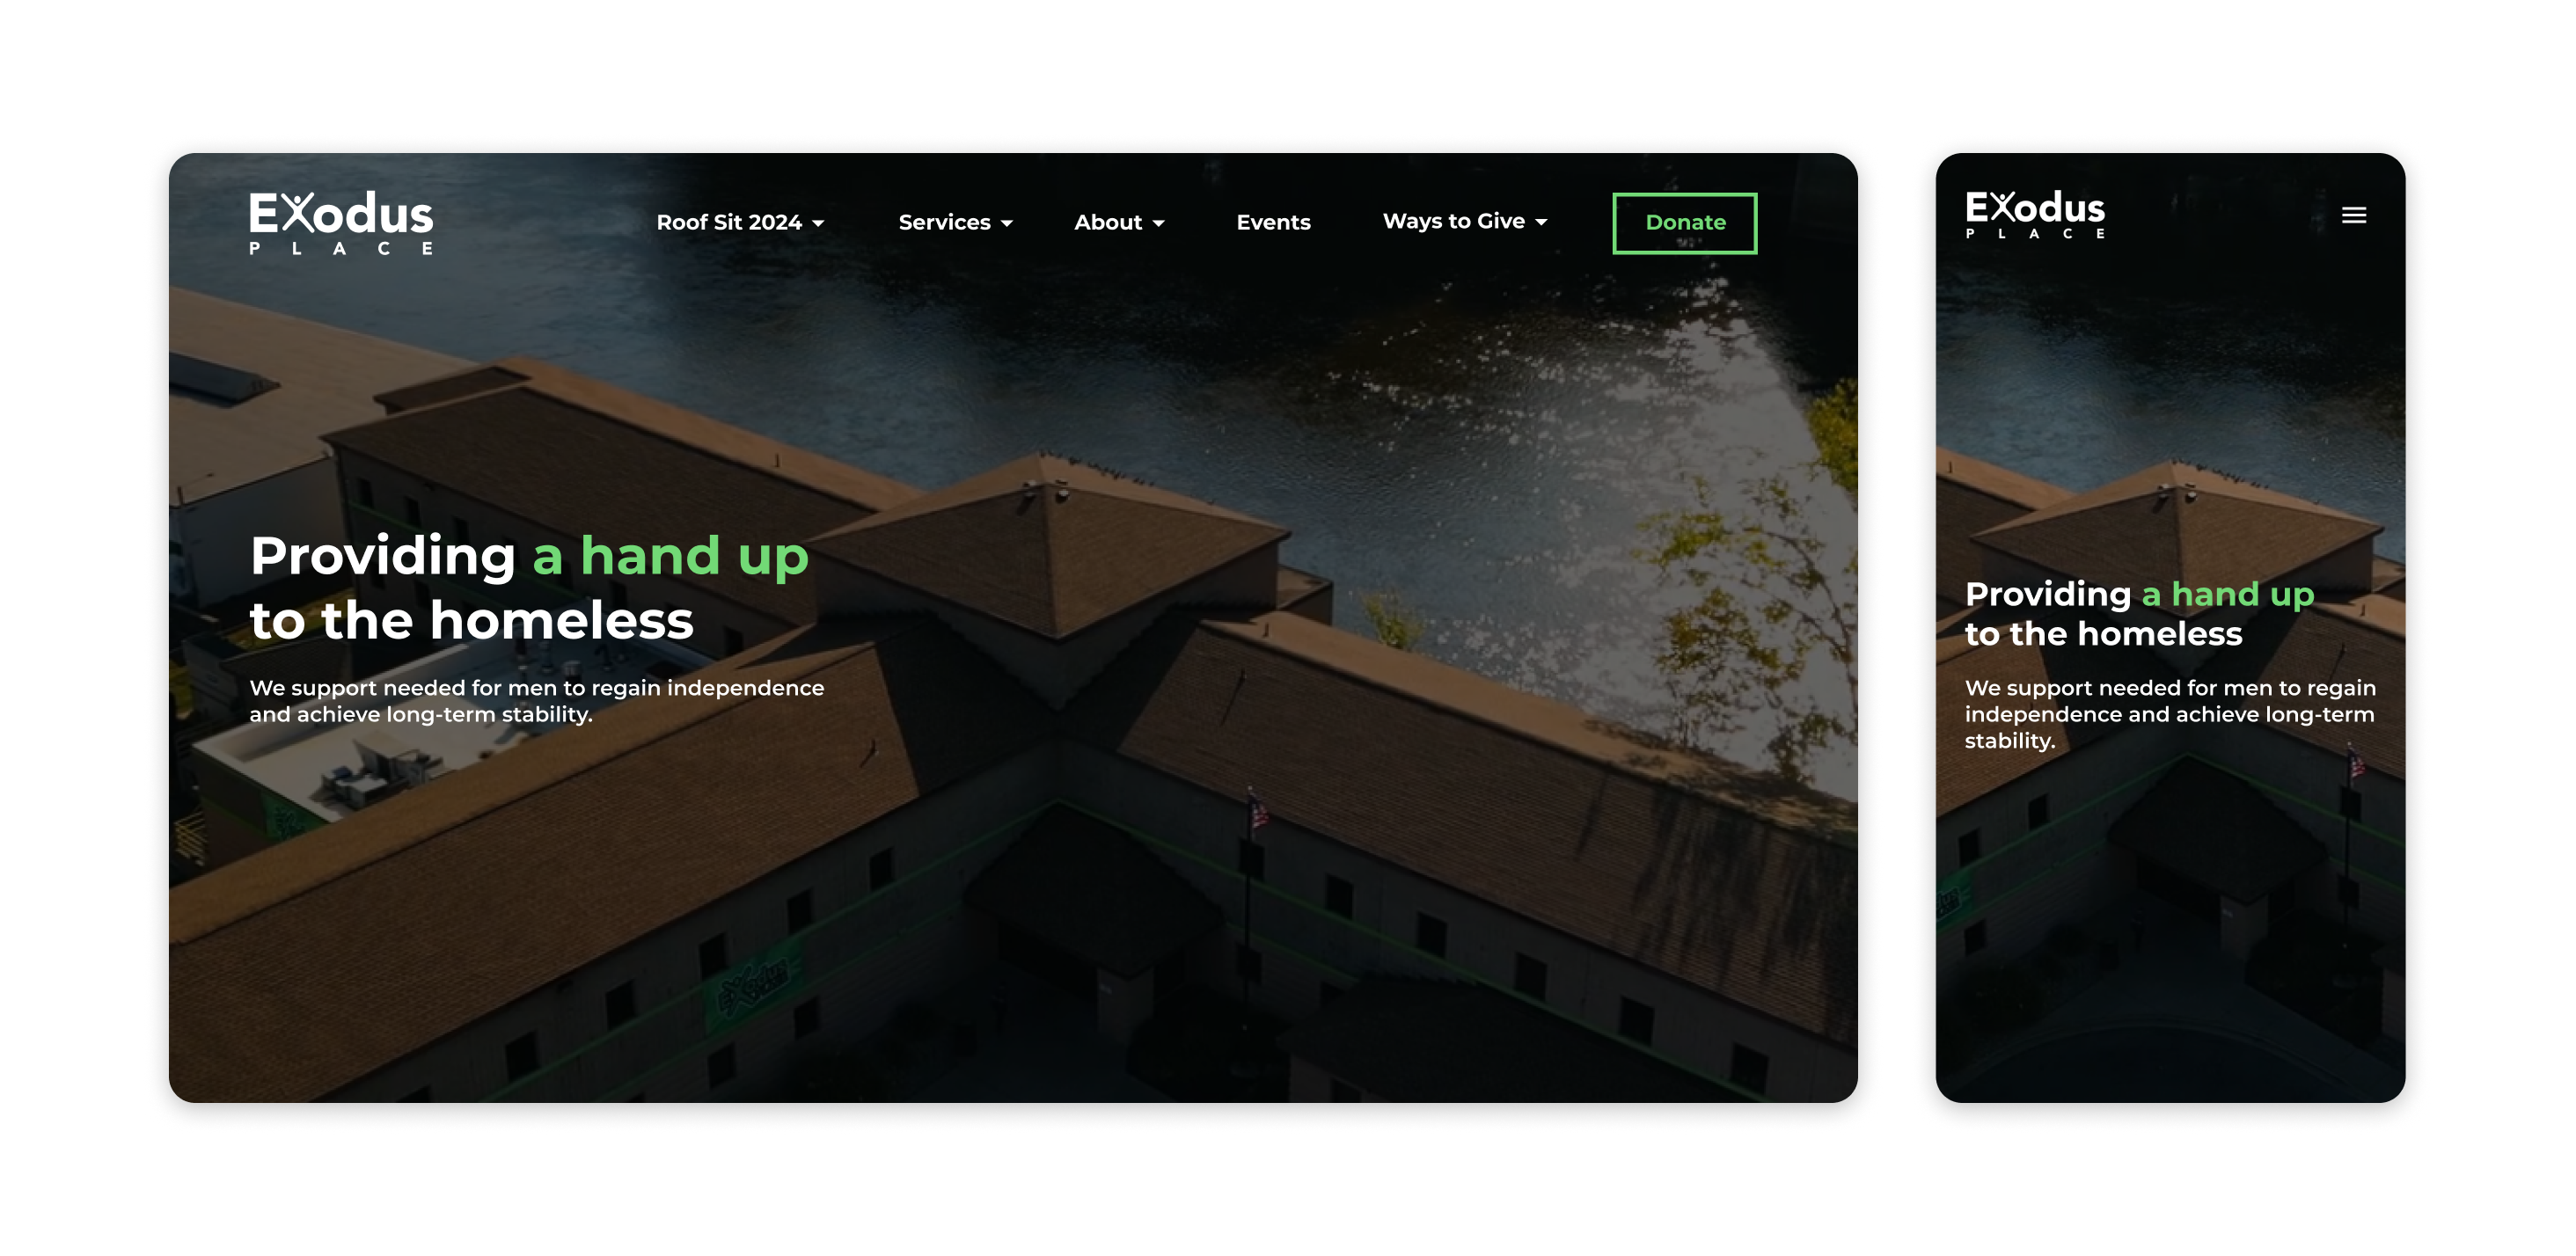 EXodus
PLACE
Roof Sit 2024
Services
About
Events
Ways to Give
Donate
Providing a hand up
to the homeless
We support needed for men to regain independence
and achieve long-term stability.
EXodus
EXodus
PLACE
Providing a hand up
to the homeless
We support needed for men to regain
independence and achieve long-term
stability.